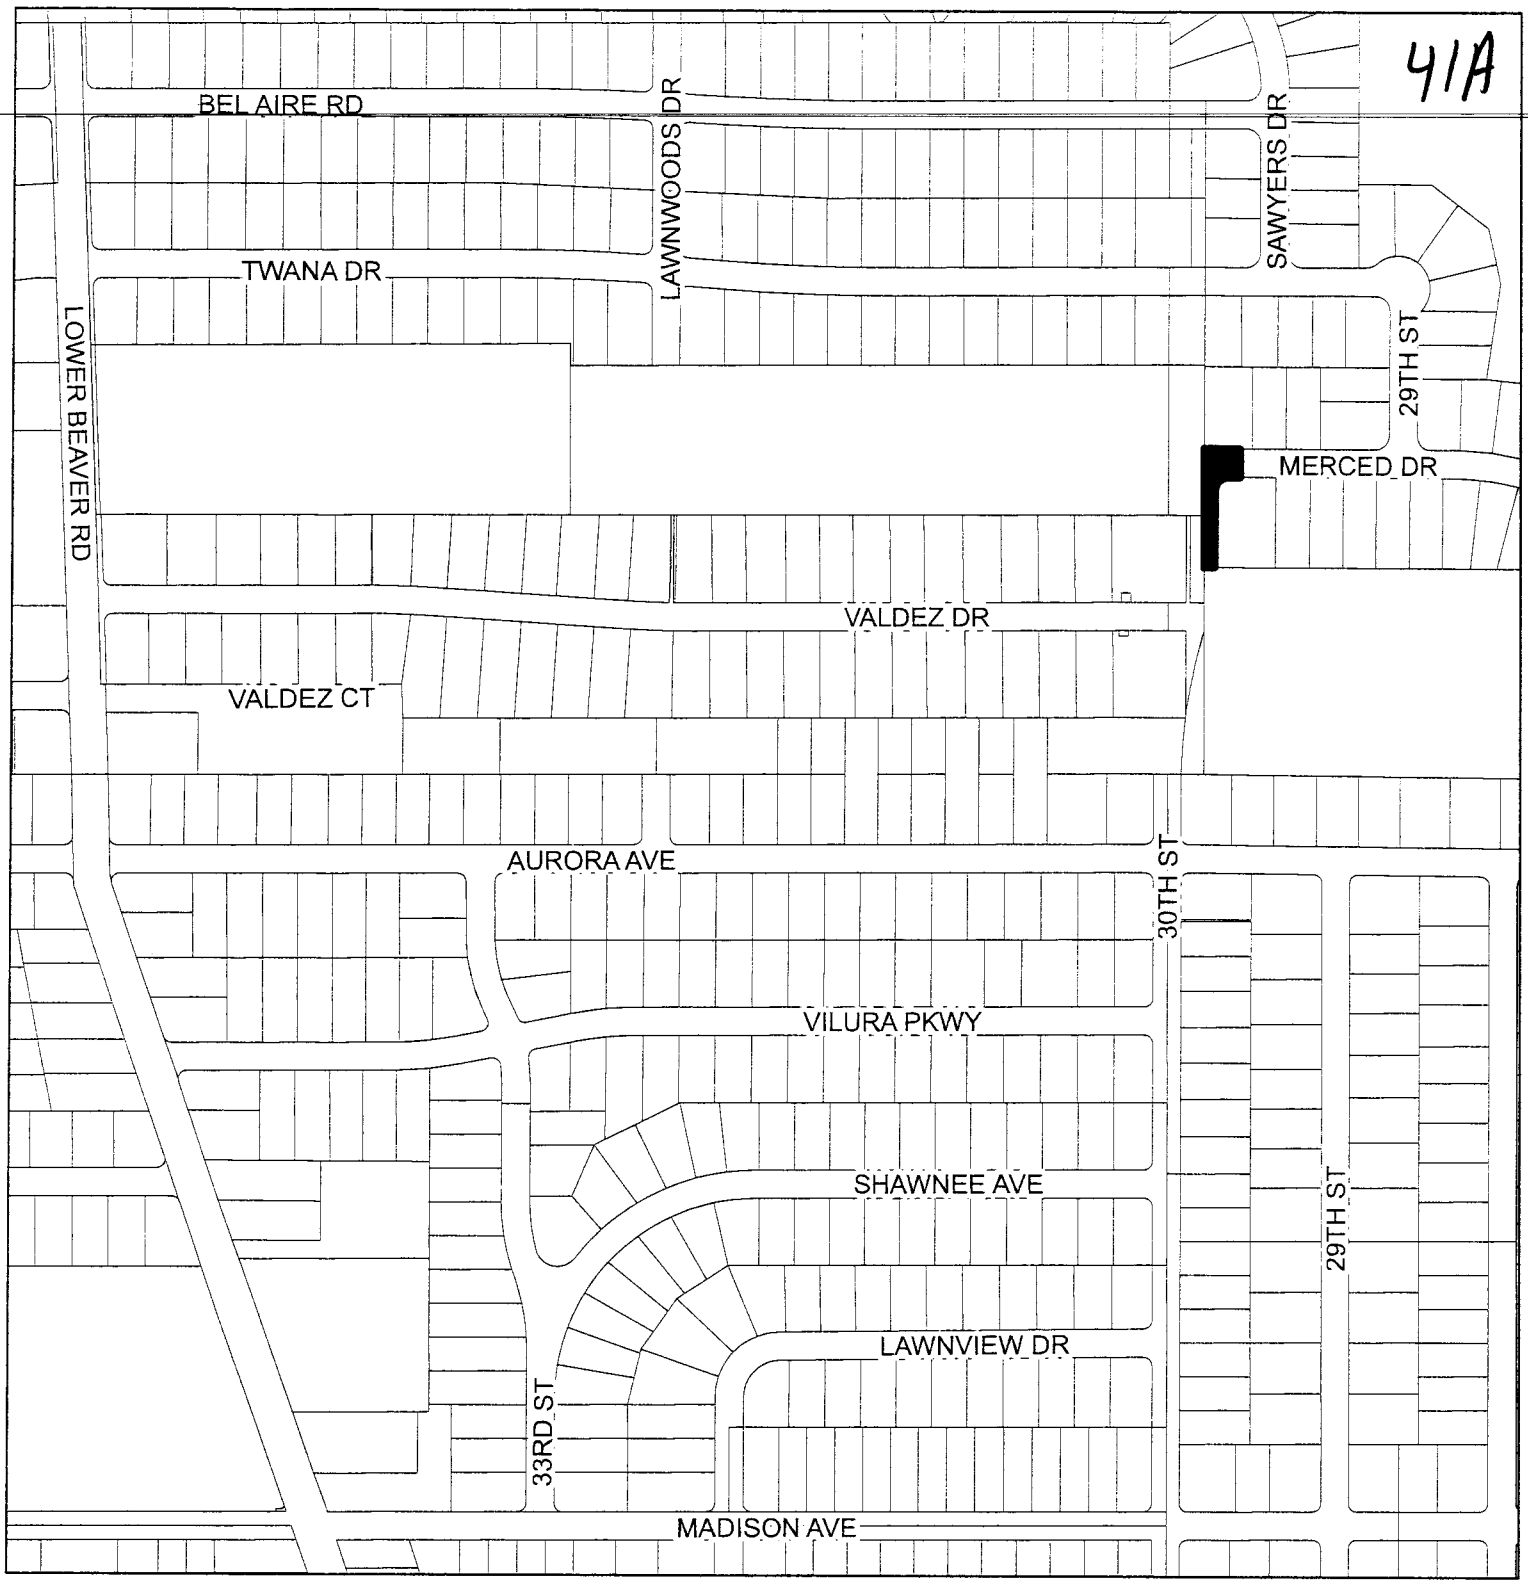 41A
BEL AIRE RD
LAWNWOODS DR
SAWYERS DR
TWANA DR
LOWER BEAVER RD
29TH ST
MERCED DR
VALDEZ DR
VALDEZ CT
AURORA AVE
30TH ST
VILURA PKWY
SHAWNEE AVE
29TH ST
LAWNVIEW DR
33RD ST
MADISON AVE